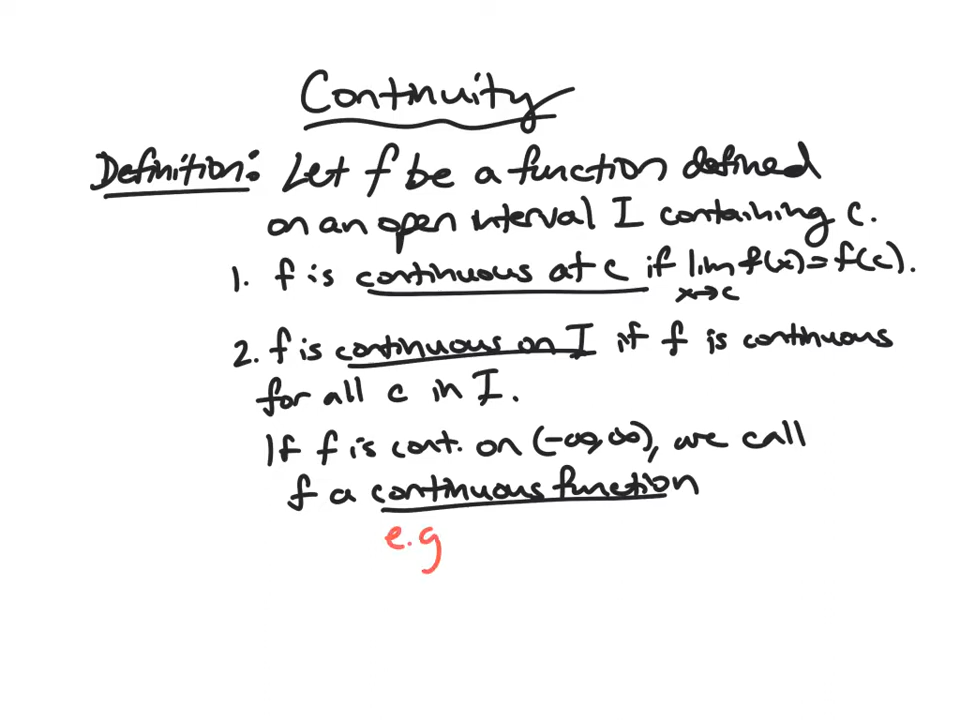 Continuity
Definition: Let f be a function defined
on an open interval I containing c.
1. f is continuous at c if lim f(x) = f(c).
x→c
2. f is continuous on I if f is continuous
for all c in I.
If f is cont. on (-∞,∞), we call
f a continuous function
e.g